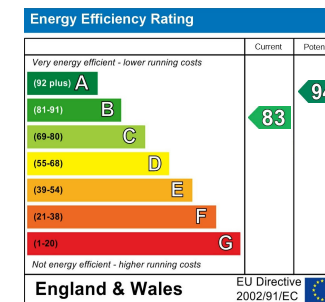 Energy Efficiency Rating
Current
Very energy efficient - lower running costs
(92 plus) A
(81-91) B
83
(69-80) C
(55-68) D
(39-54) E
(21-38) F
(1-20) G
Not energy efficient - higher running costs
England & Wales
EU Directive
2002/91/EC